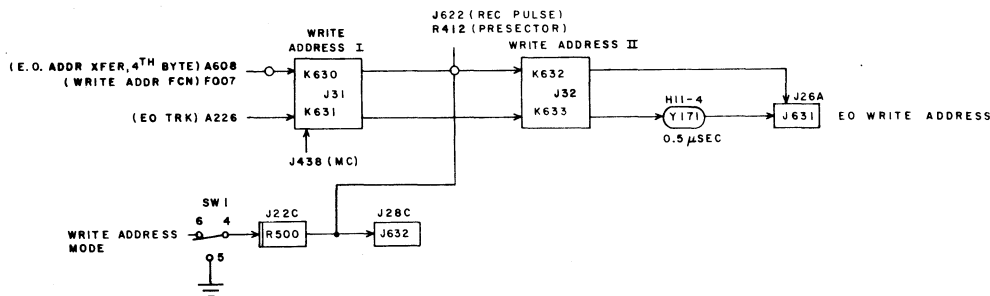 J622 (REC PULSE)
R412 (PRESECTOR)
WRITE
ADDRESS I
WRITE ADDRESS II
(E.O. ADDR XFER, 4TH BYTE) A608
(WRITE ADDR FCN) F007
K630
J31
K631
K632
J32
K633
(EO TRK) A226
H11-4
Y171
0.5 μSEC
J26A
J631
EO WRITE ADDRESS
J438 (MC)
SW1
6 4
5
WRITE ADDRESS
MODE
J22C
R500
J28C
J632